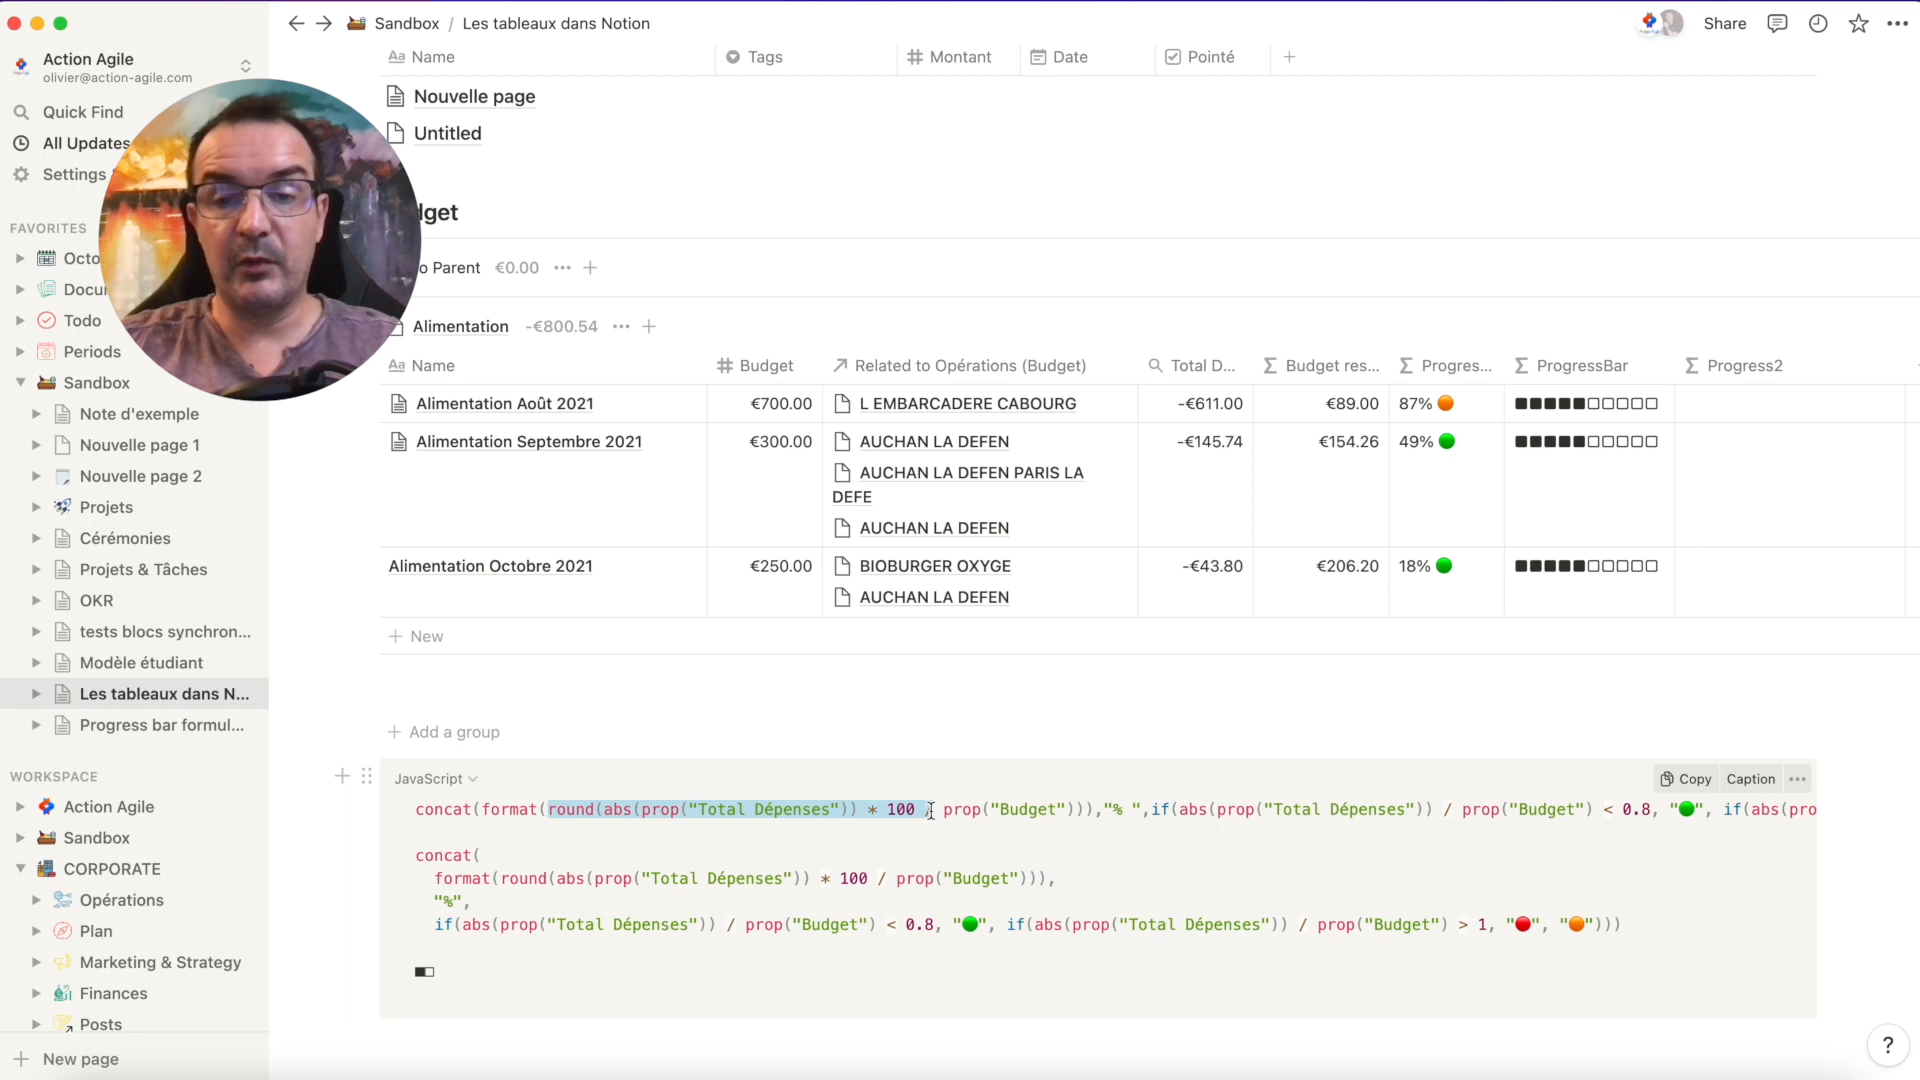 Sandbox / Les tableaux dans Notion
Share
Action Agile
olivier@action-agile.com
Quick Find
All Updates
Settings
FAVORITES
Octo
Docu
Todo
Periods
Sandbox
Note d'exemple
Nouvelle page 1
Nouvelle page 2
Projets
Cérémonies
Projets & Tâches
OKR
tests blocs synchron...
Modèle étudiant
Les tableaux dans N...
Progress bar formul...
WORKSPACE
Action Agile
Sandbox
CORPORATE
Opérations
Plan
Marketing & Strategy
Finances
Posts
New page
Aa Name Tags # Montant Date Pointé +
Nouvelle page
Untitled
dget
o Parent €0.00 ••• +
Alimentation -€800.54 ••• +
Aa Name # Budget Related to Opérations (Budget) Total D... Σ Budget res... Σ Progres... Σ ProgressBar Σ Progress2
Alimentation Août 2021 €700.00 L EMBARCADERE CABOURG -€611.00 €89.00 87% 🟠 ■■■■■□□□□□
Alimentation Septembre 2021 €300.00 AUCHAN LA DEFEN -€145.74 €154.26 49% 🟢 ■■■■■□□□□□
AUCHAN LA DEFEN PARIS LA
DEFE
AUCHAN LA DEFEN
Alimentation Octobre 2021 €250.00 BIOBURGER OXYGE -€43.80 €206.20 18% 🟢 ■■■■■□□□□□
AUCHAN LA DEFEN
+ New
+ Add a group
JavaScript
Copy Caption •••
concat(format(round(abs(prop("Total Dépenses")) * 100 / prop("Budget"))),"% ",if(abs(prop("Total Dépenses")) / prop("Budget") < 0.8, "🟢", if(abs(pro
concat(
format(round(abs(prop("Total Dépenses")) * 100 / prop("Budget"))),
"%",
if(abs(prop("Total Dépenses")) / prop("Budget") < 0.8, "🟢", if(abs(prop("Total Dépenses")) / prop("Budget") > 1, "🔴", "🟠")))
■□
?